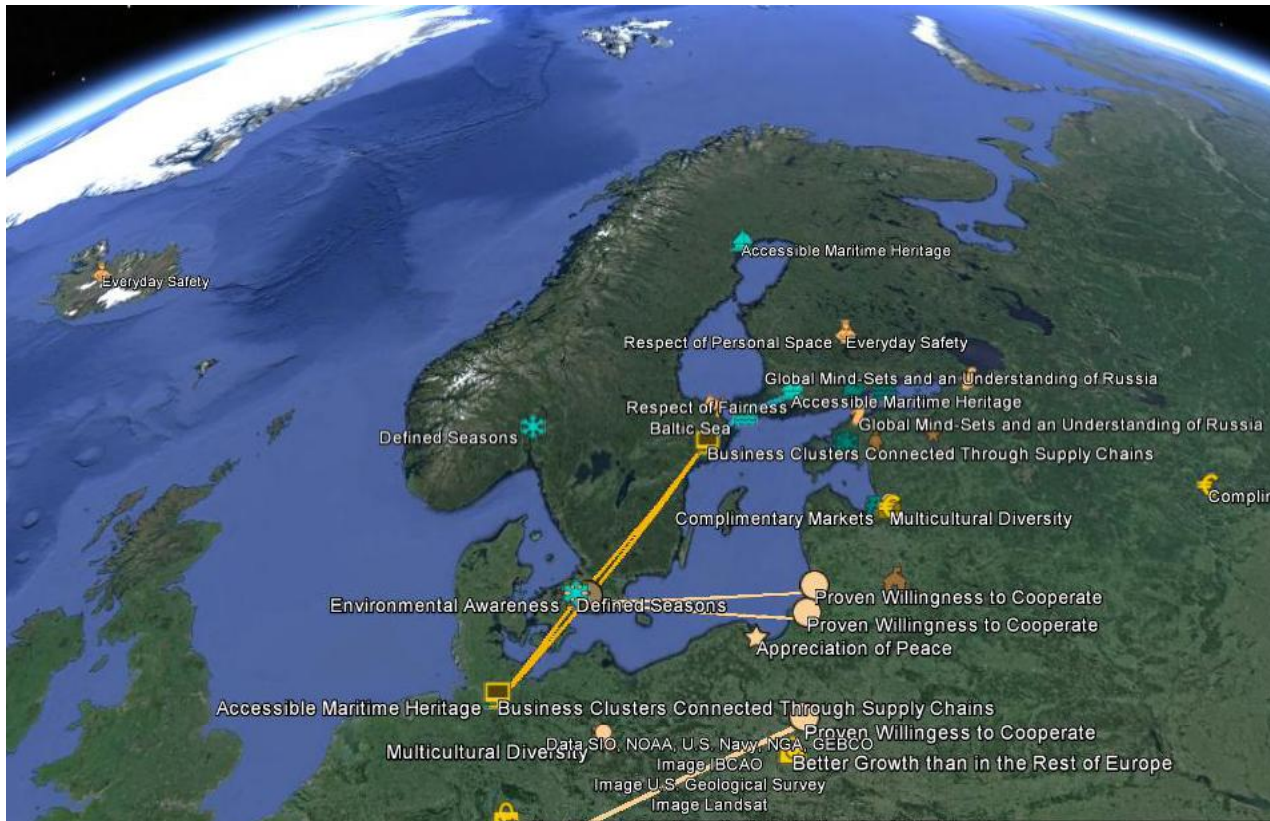 Accessible Maritime Heritage
Everyday Safety
Respect of Personal Space Everyday Safety
Global Mind-Sets and an Understanding of Russia
Respect of Fairness Accessible Maritime Heritage
Baltic Sea Global Mind-Sets and an Understanding of Russia
Defined Seasons
Business Clusters Connected Through Supply Chains
Complin
Complimentary Markets Multicultural Diversity
Environmental Awareness Defined Seasons
Proven Willingness to Cooperate
Proven Willingness to Cooperate
Appreciation of Peace
Accessible Maritime Heritage Business Clusters Connected Through Supply Chains
Proven Willingess to Cooperate
Multicultural Diversity
Data SIO, NOAA, U.S. Navy, NGA, GEBCO
Image IBCAO
Better Growth than in the Rest of Europe
Image U.S. Geological Survey
Image Landsat